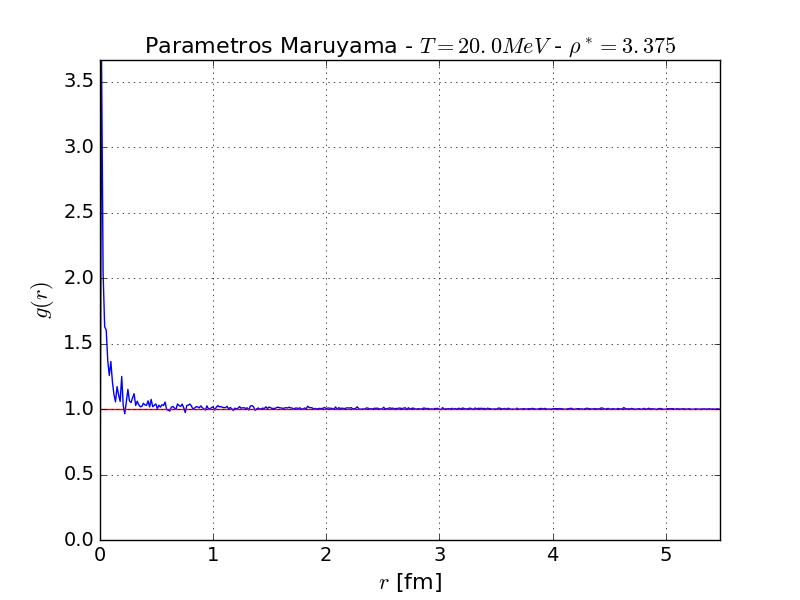 Parametros Maruyama - T = 20.0MeV - ρ* = 3.375
3.5
3.0
2.5
2.0
1.5
1.0
0.5
0.0
g(r)
0 1 2 3 4 5
r [fm]